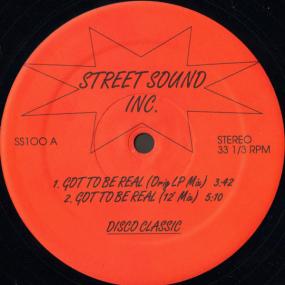 STREET SOUND
INC.
SS100 A
STEREO
33 1/3 RPM
1. GOT TO BE REAL (Orig LP Mix) 3:42
2. GOT TO BE REAL (12" Mix) 5:10
DISCO CLASSIC